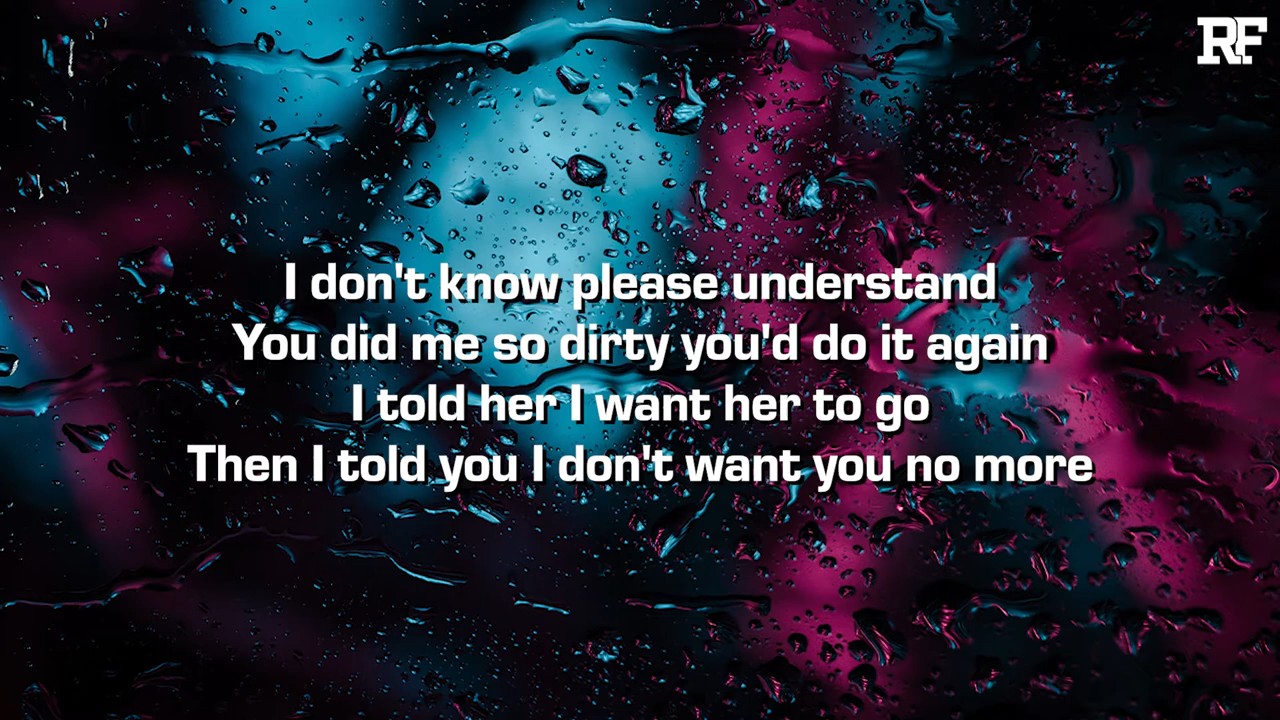 RF
I don't know please understand
You did me so dirty you'd do it again
I told her I want her to go
Then I told you I don't want you no more